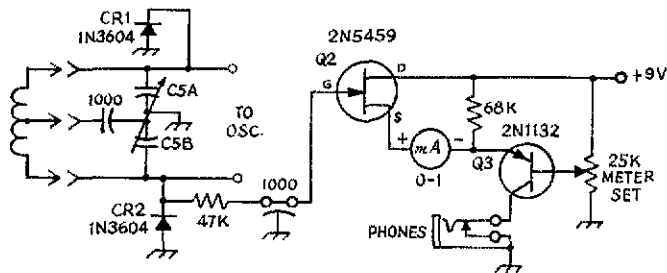 CR1
1N3604
C5A
1000
C5B
TO
OSC.
CR2
1N3604
47K
1000
2N5459
Q2
G
D
S
+
mA
-
0-1
68K
2N1132
Q3
+9V
25K
METER
SET
PHONES